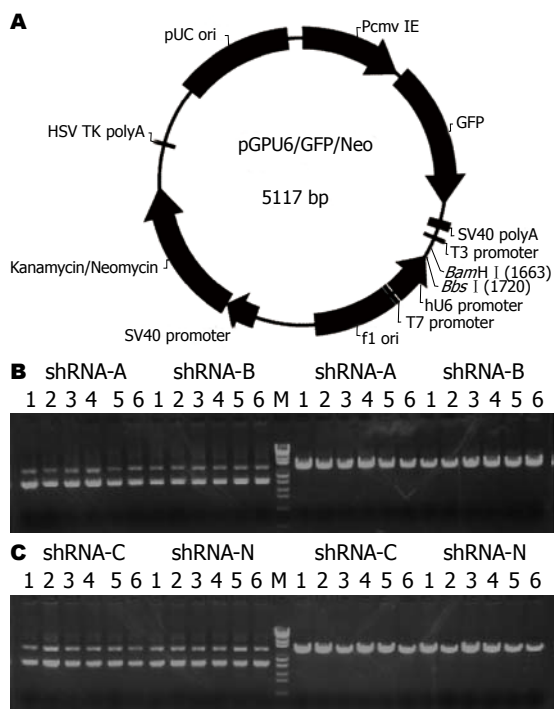 A
pUC ori
Pcmv IE
HSV TK polyA
GFP
pGPU6/GFP/Neo
5117 bp
SV40 polyA
T3 promoter
BamH I (1663)
Bbs I (1720)
hU6 promoter
T7 promoter
f1 ori
Kanamycin/Neomycin
SV40 promoter
B shRNA-A shRNA-B shRNA-A shRNA-B
1 2 3 4 5 6 1 2 3 4 5 6 M 1 2 3 4 5 6 1 2 3 4 5 6
C shRNA-C shRNA-N shRNA-C shRNA-N
1 2 3 4 5 6 1 2 3 4 5 6 M 1 2 3 4 5 6 1 2 3 4 5 6